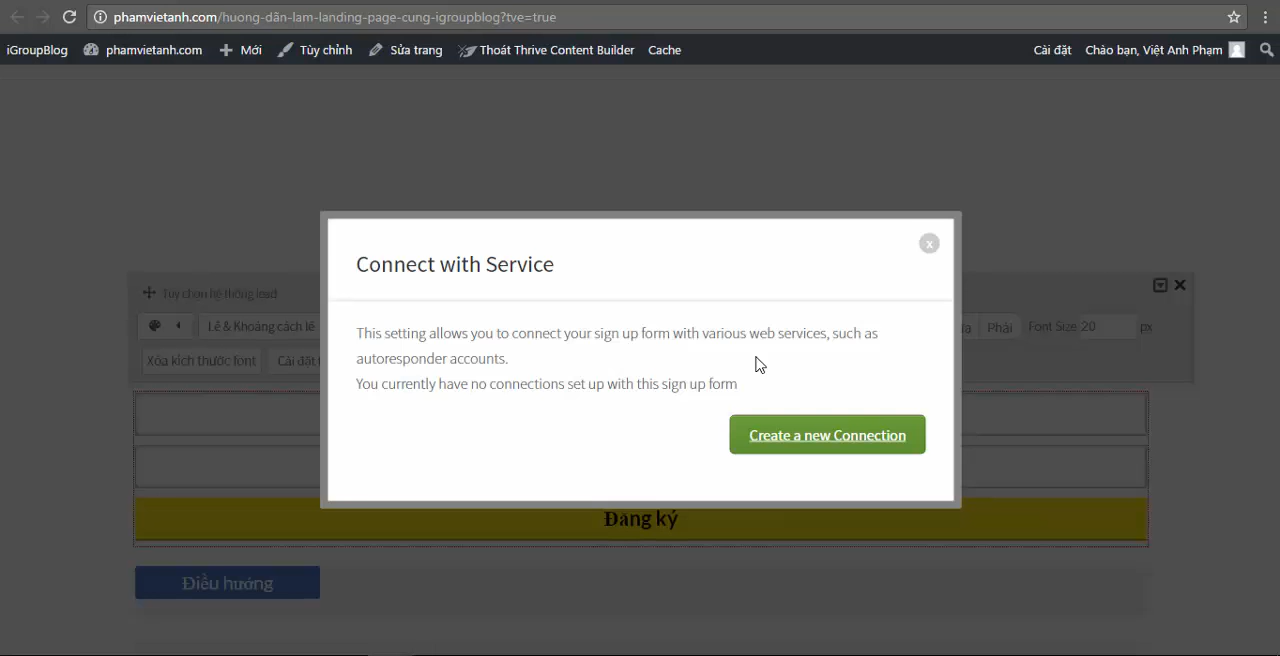 phamvietanh.com/huong-dẫn-lam-landing-page-cung-igroupblog?tve=true
iGroupBlog phamvietanh.com Mới Tùy chỉnh Sửa trang Thoát Thrive Content Builder Cache Cài đặt Chào bạn, Việt Anh Phạm
x
Connect with Service
Tùy chọn hệ thống lead
Lề & Khoảng cách lề Phải Font Size 20 px
This setting allows you to connect your sign up form with various web services, such as
autoresponder accounts.
Xóa kích thước font Cài đặt
You currently have no connections set up with this sign up form
Create a new Connection
Đăng ký
Điều hướng